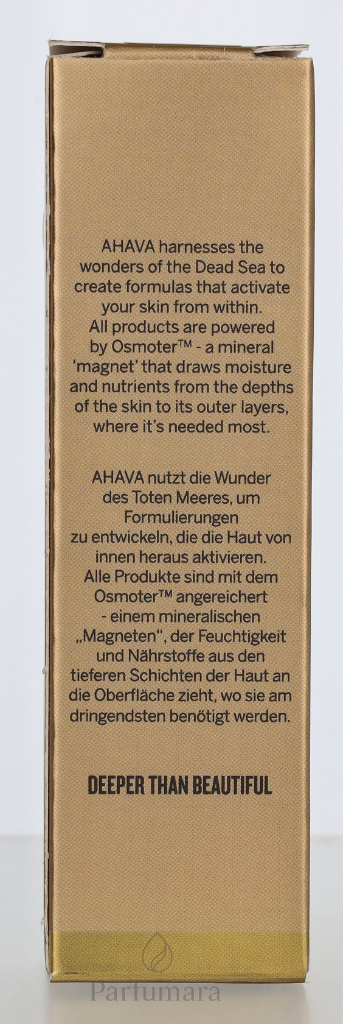 AHAVA harnesses the
wonders of the Dead Sea to
create formulas that activate
your skin from within.
All products are powered
by Osmoter™ - a mineral
'magnet' that draws moisture
and nutrients from the depths
of the skin to its outer layers,
where it's needed most.
AHAVA nutzt die Wunder
des Toten Meeres, um
Formulierungen
zu entwickeln, die die Haut von
innen heraus aktivieren.
Alle Produkte sind mit dem
Osmoter™ angereichert
- einem mineralischen
„Magneten“, der Feuchtigkeit
und Nährstoffe aus den
tieferen Schichten der Haut an
die Oberfläche zieht, wo sie am
dringendsten benötigt werden.
DEEPER THAN BEAUTIFUL
Parfumara